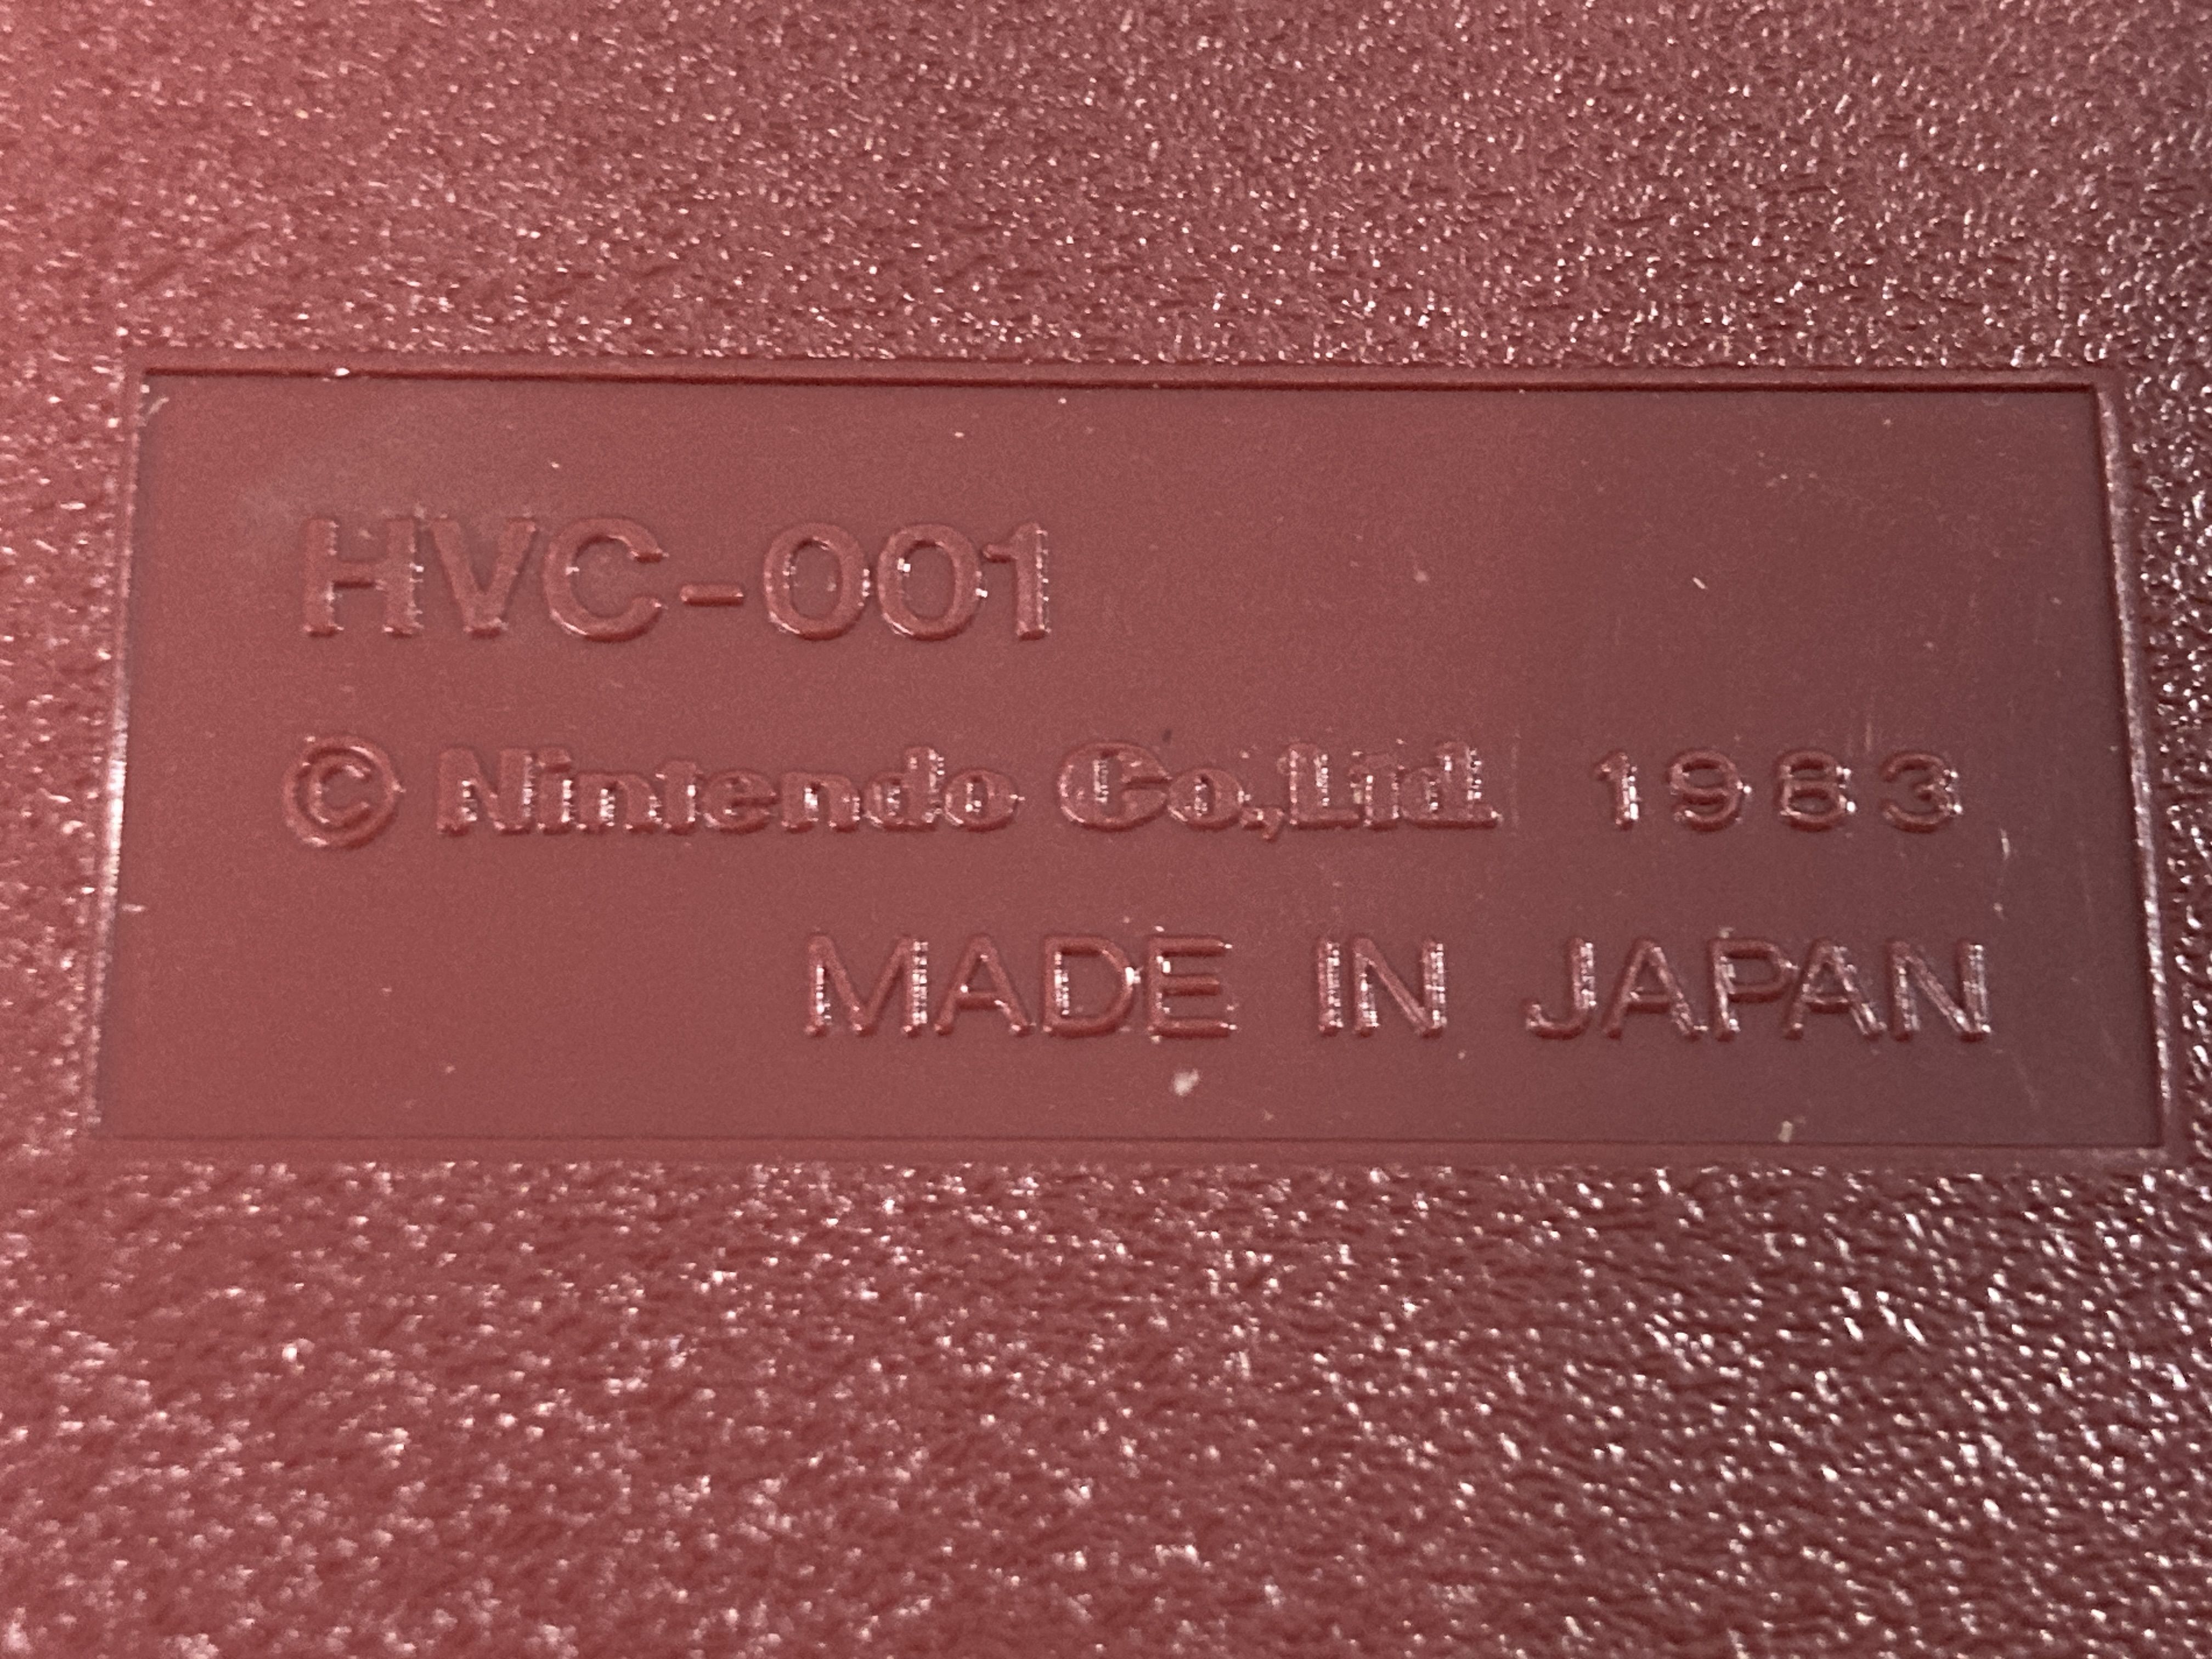 HVC-001
© Nintendo Co,Ltd. 1983
MADE IN JAPAN